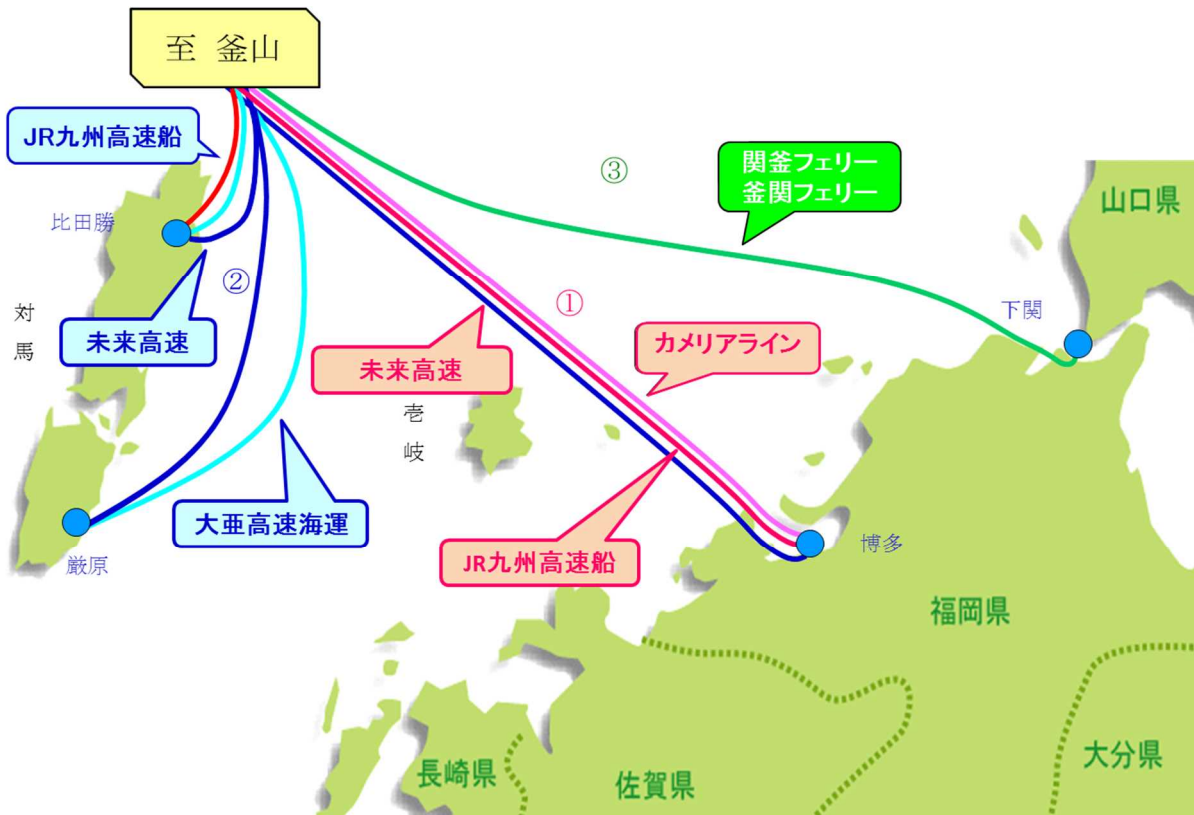 至 釜山
JR九州高速船
③
関釜フェリー
釜関フェリー
山口県
比田勝
②
対
馬
①
下関
未来高速
未来高速
カメリアライン
壱
岐
大亜高速海運
厳原
JR九州高速船
博多
福岡県
大分県
長崎県
佐賀県